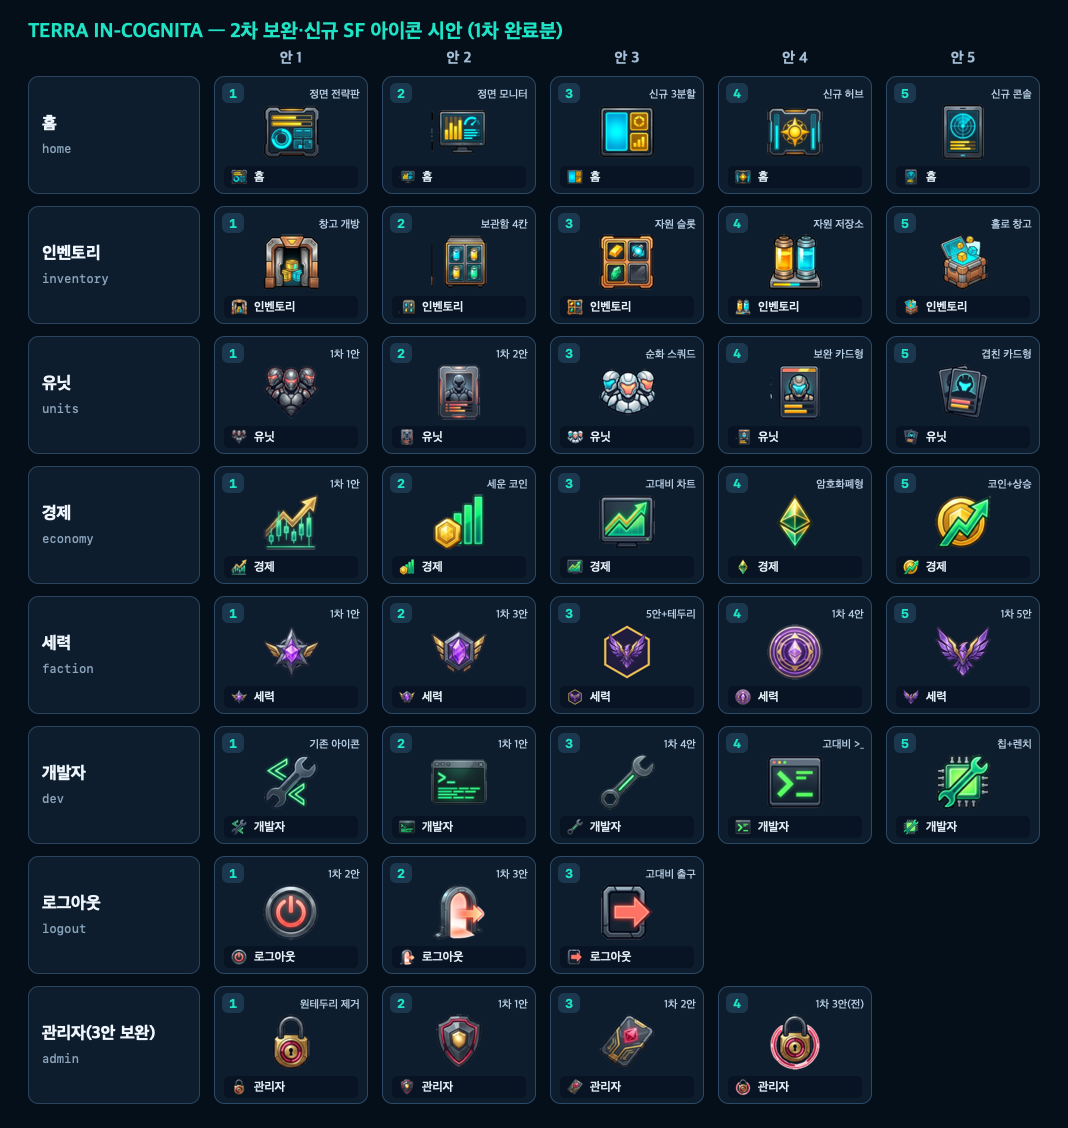 TERRA IN-COGNITA — 2차 보완·신규 SF 아이콘 시안 (1차 완료분)
안 1 안 2 안 3 안 4 안 5
홈
home
1 정면 전략판
홈
2 정면 모니터
홈
3 신규 3분할
홈
4 신규 허브
홈
5 신규 콘솔
홈
인벤토리
inventory
1 창고 개방
인벤토리
2 보관함 4칸
인벤토리
3 자원 슬롯
인벤토리
4 자원 저장소
인벤토리
5 홀로 창고
인벤토리
유닛
units
1 1차 1안
유닛
2 1차 2안
유닛
3 순화 스쿼드
유닛
4 보완 카드형
유닛
5 겹친 카드형
유닛
경제
economy
1 1차 1안
경제
2 세운 코인
경제
3 고대비 차트
경제
4 암호화폐형
경제
5 코인+상승
경제
세력
faction
1 1차 1안
세력
2 1차 3안
세력
3 5안+테두리
세력
4 1차 4안
세력
5 1차 5안
세력
개발자
dev
1 기존 아이콘
개발자
2 1차 1안
>_
개발자
3 1차 4안
개발자
4 고대비 >_
개발자
5 칩+렌치
개발자
로그아웃
logout
1 1차 2안
로그아웃
2 1차 3안
로그아웃
3 고대비 출구
로그아웃
관리자(3안 보완)
admin
1 원테두리 제거
관리자
2 1차 1안
관리자
3 1차 2안
관리자
4 1차 3안(전)
관리자